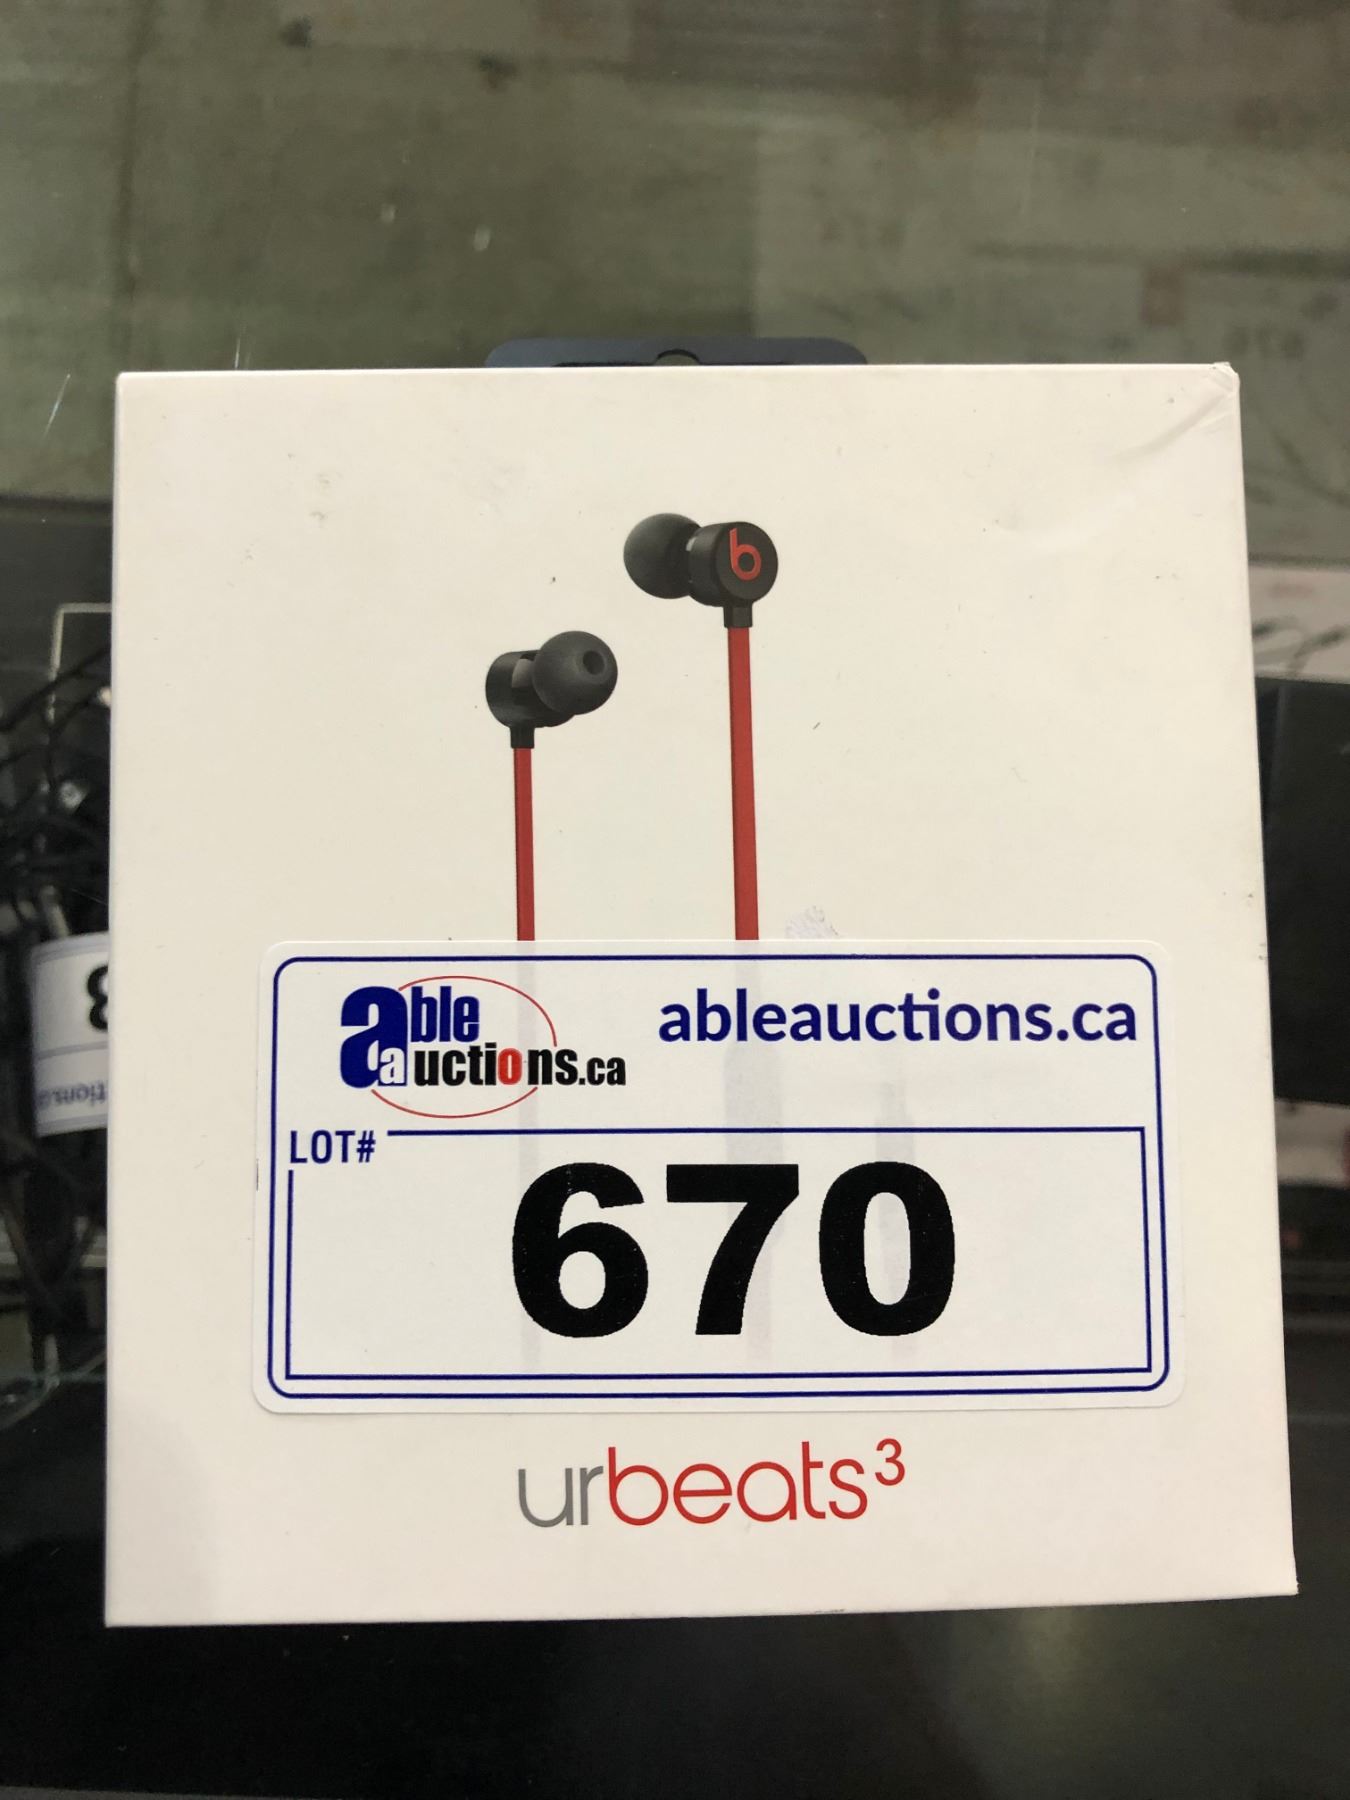 b
able
auctions.ca
ableauctions.ca
LOT#
670
urbeats3